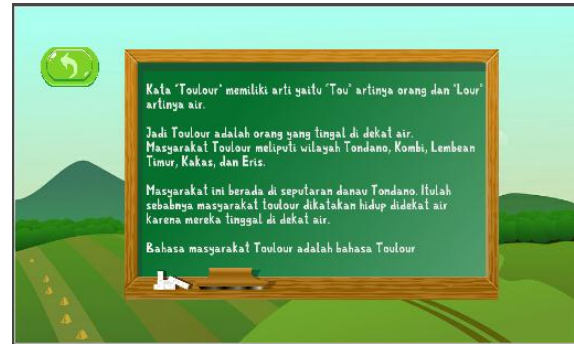 Kata "Toulour" memiliki arti yaitu "Tou" artinya orang dan "Lour"
artinya air.
Jadi Toulour adalah orang yang tingal di dekat air.
Masyarakat Toulour meliputi wilayah Tondano, Kombi, Lembean
Timur, Kakas, dan Eris.
Masyarakat ini berada di seputaran danau Tondano. Itulah
sebabnya masyarakat toulour dikatakan hidup didekat air
karena mereka tinggal di dekat air.
Bahasa masyarakat Toulour adalah bahasa Toulour